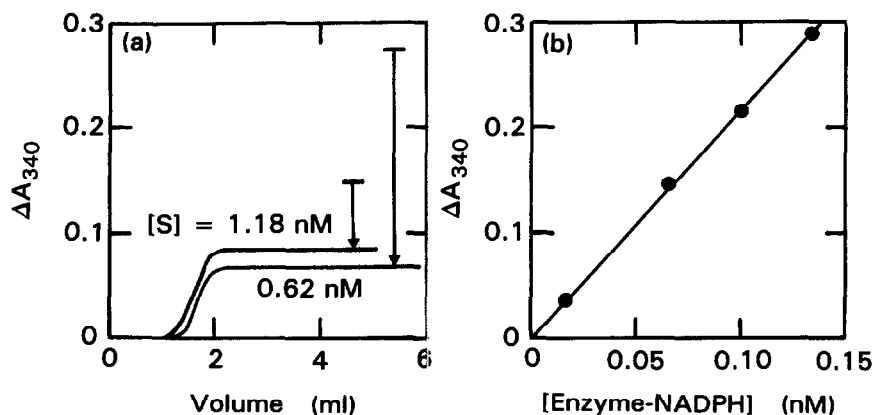 (a)
0.3
0.2
0.1
0
ΔA340
[S] = 1.18 nM
0.62 nM
0 2 4 6
Volume (ml)
(b)
0.3
0.2
0.1
0
ΔA340
0 0.05 0.10 0.15
[Enzyme-NADPH] (nM)